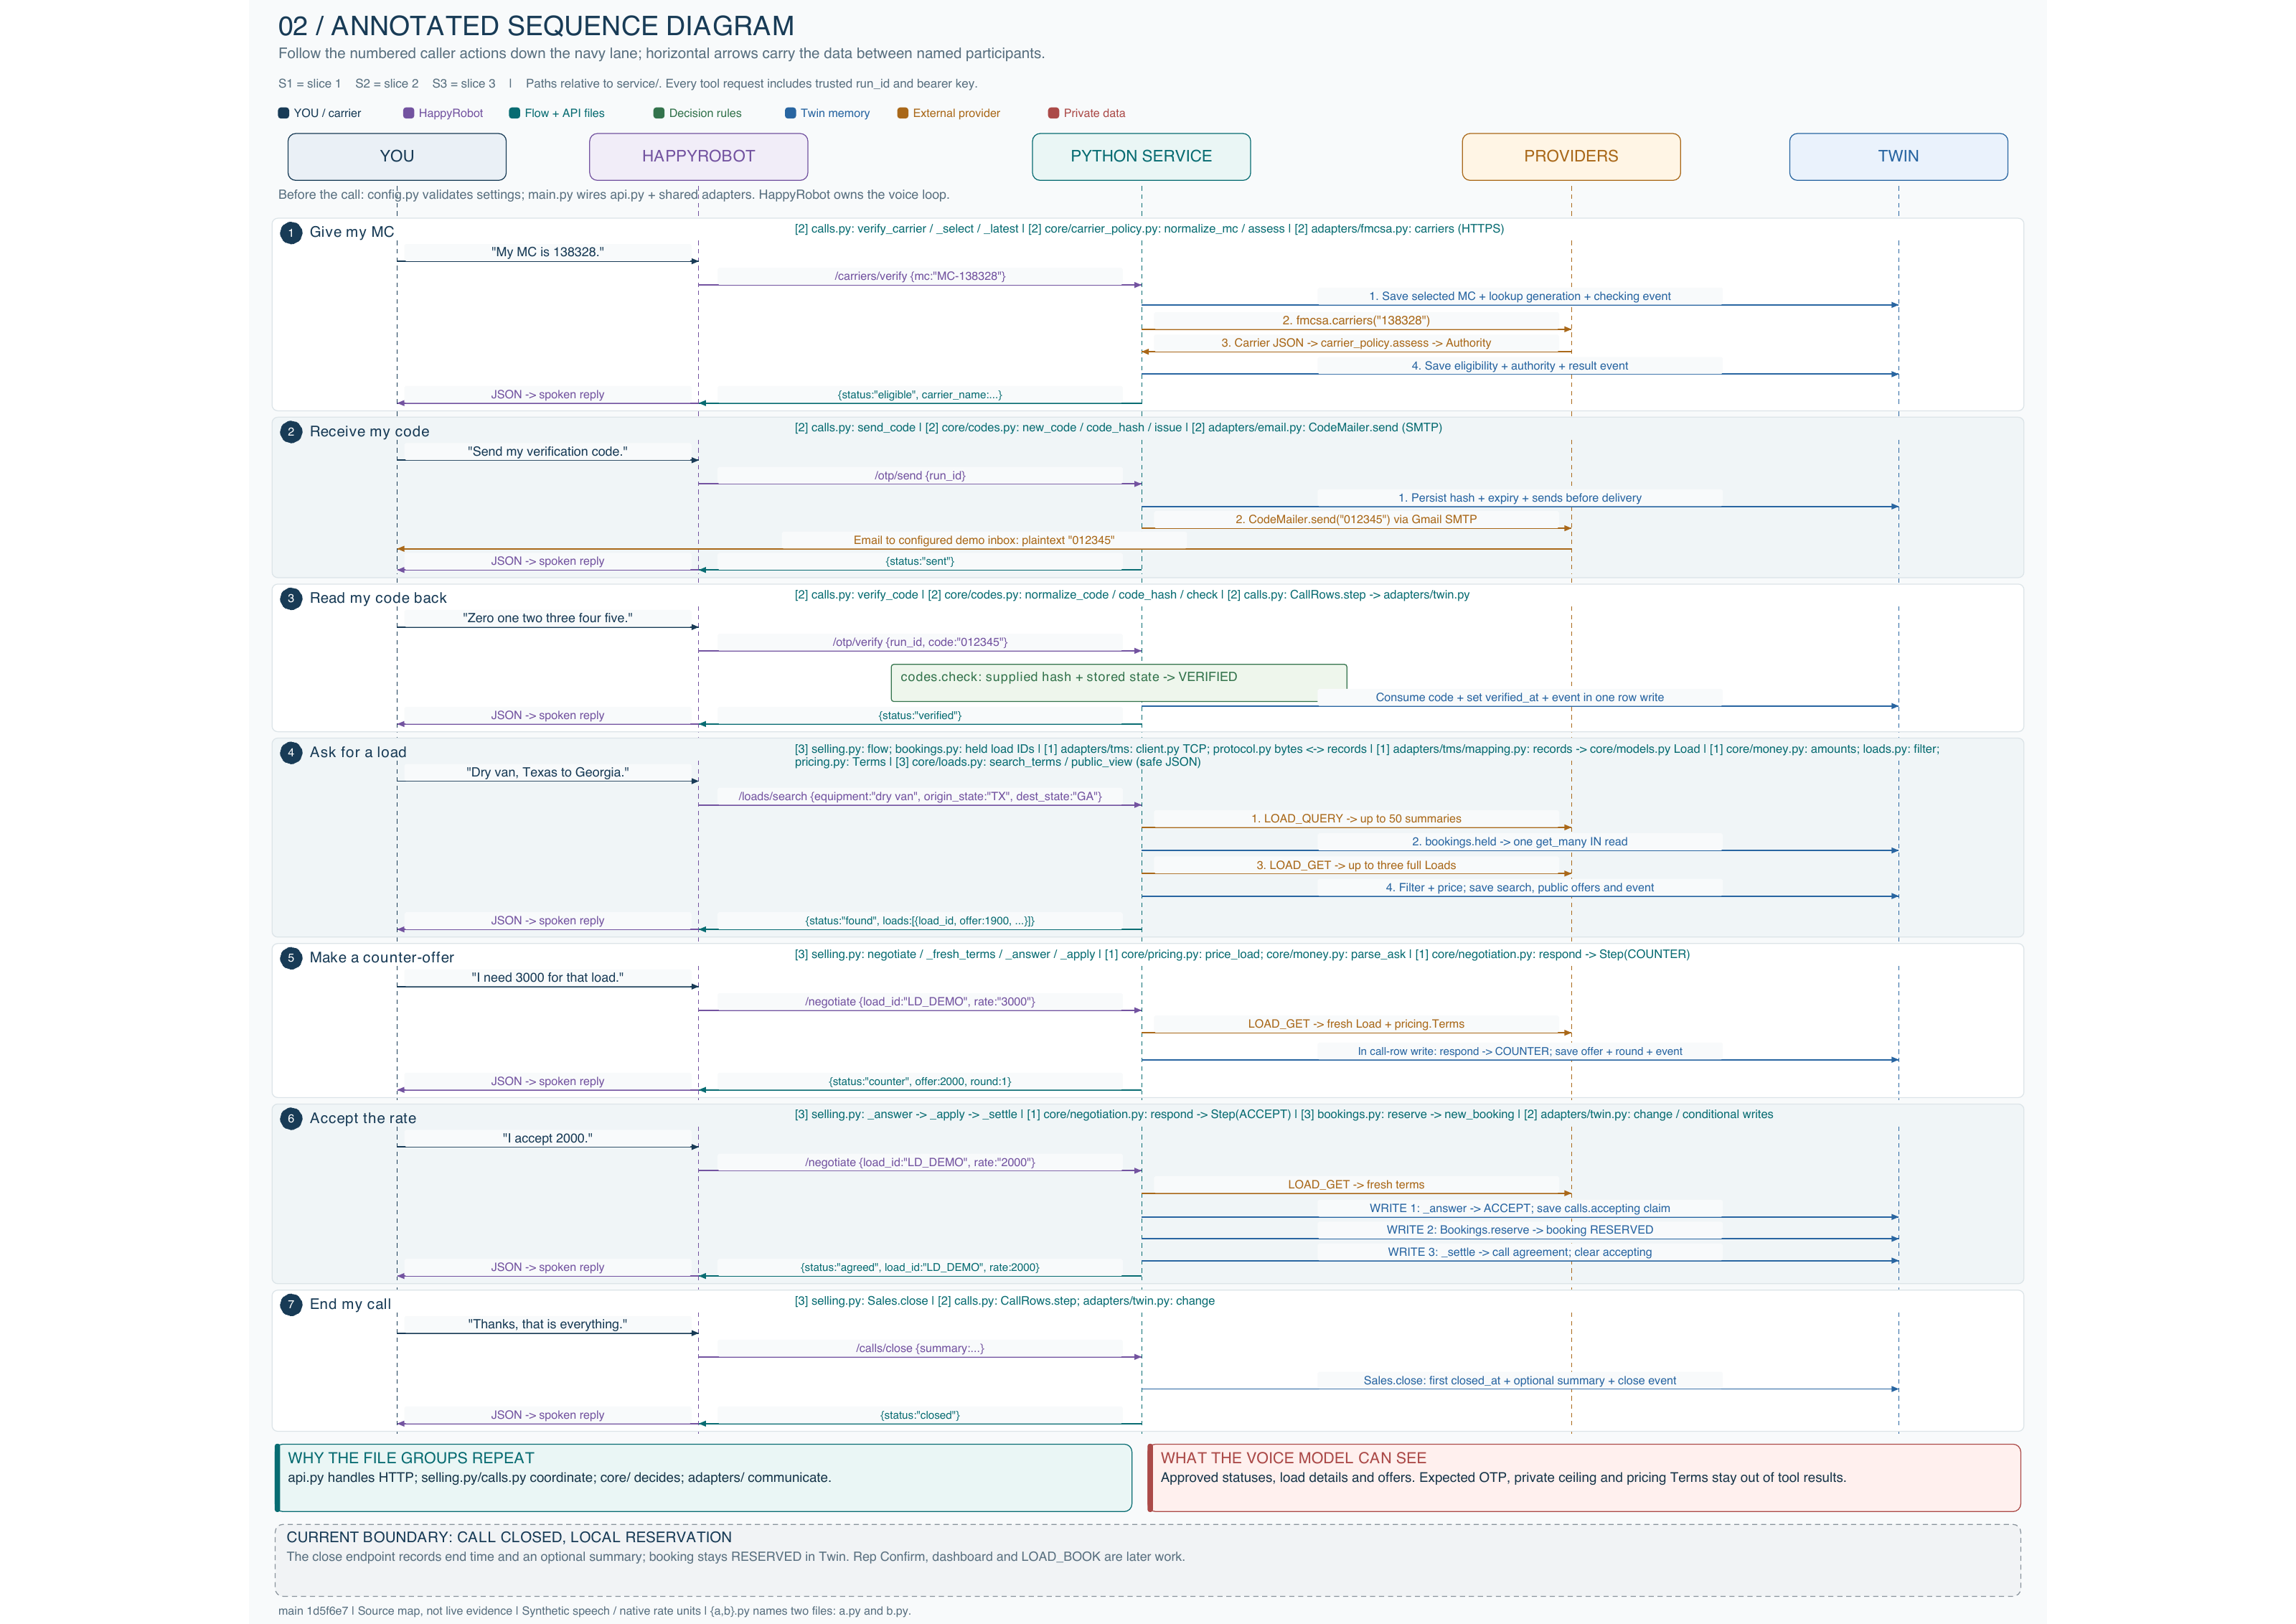 02 / ANNOTATED SEQUENCE DIAGRAM
Follow the numbered caller actions down the navy lane; horizontal arrows carry the data between named participants.
S1 = slice 1 S2 = slice 2 S3 = slice 3 | Paths relative to service/. Every tool request includes trusted run_id and bearer key.
YOU / carrier HappyRobot Flow + API files Decision rules Twin memory External provider Private data
YOU HAPPYROBOT PYTHON SERVICE PROVIDERS TWIN
Before the call: config.py validates settings; main.py wires api.py + shared adapters. HappyRobot owns the voice loop.
1 Give my MC
[2] calls.py: verify_carrier / _select / _latest | [2] core/carrier_policy.py: normalize_mc / assess | [2] adapters/fmcsa.py: carriers (HTTPS)
"My MC is 138328."
/carriers/verify {mc:"MC-138328"}
1. Save selected MC + lookup generation + checking event
2. fmcsa.carriers("138328")
3. Carrier JSON -> carrier_policy.assess -> Authority
4. Save eligibility + authority + result event
JSON -> spoken reply
{status:"eligible", carrier_name:...}
2 Receive my code
[2] calls.py: send_code | [2] core/codes.py: new_code / code_hash / issue | [2] adapters/email.py: CodeMailer.send (SMTP)
"Send my verification code."
/otp/send {run_id}
1. Persist hash + expiry + sends before delivery
2. CodeMailer.send("012345") via Gmail SMTP
Email to configured demo inbox: plaintext "012345"
JSON -> spoken reply
{status:"sent"}
3 Read my code back
[2] calls.py: verify_code | [2] core/codes.py: normalize_code / code_hash / check | [2] calls.py: CallRows.step -> adapters/twin.py
"Zero one two three four five."
/otp/verify {run_id, code:"012345"}
codes.check: supplied hash + stored state -> VERIFIED
Consume code + set verified_at + event in one row write
JSON -> spoken reply
{status:"verified"}
4 Ask for a load
[3] selling.py: flow; bookings.py: held load IDs | [1] adapters/tms: client.py TCP; protocol.py bytes <-> records | [1] adapters/tms/mapping.py: records -> core/models.py Load | [1] core/money.py: amounts; loads.py: filter;
pricing.py: Terms | [3] core/loads.py: search_terms / public_view (safe JSON)
"Dry van, Texas to Georgia."
/loads/search {equipment:"dry van", origin_state:"TX", dest_state:"GA"}
1. LOAD_QUERY -> up to 50 summaries
2. bookings.held -> one get_many IN read
3. LOAD_GET -> up to three full Loads
4. Filter + price; save search, public offers and event
JSON -> spoken reply
{status:"found", loads:[{load_id, offer:1900, ...}]}
5 Make a counter-offer
[3] selling.py: negotiate / _fresh_terms / _answer / _apply | [1] core/pricing.py: price_load; core/money.py: parse_ask | [1] core/negotiation.py: respond -> Step(COUNTER)
"I need 3000 for that load."
/negotiate {load_id:"LD_DEMO", rate:"3000"}
LOAD_GET -> fresh Load + pricing.Terms
In call-row write: respond -> COUNTER; save offer + round + event
JSON -> spoken reply
{status:"counter", offer:2000, round:1}
6 Accept the rate
[3] selling.py: _answer -> _apply -> _settle | [1] core/negotiation.py: respond -> Step(ACCEPT) | [3] bookings.py: reserve -> new_booking | [2] adapters/twin.py: change / conditional writes
"I accept 2000."
/negotiate {load_id:"LD_DEMO", rate:"2000"}
LOAD_GET -> fresh terms
WRITE 1: _answer -> ACCEPT; save calls.accepting claim
WRITE 2: Bookings.reserve -> booking RESERVED
WRITE 3: _settle -> call agreement; clear accepting
JSON -> spoken reply
{status:"agreed", load_id:"LD_DEMO", rate:2000}
7 End my call
[3] selling.py: Sales.close | [2] calls.py: CallRows.step; adapters/twin.py: change
"Thanks, that is everything."
/calls/close {summary:...}
Sales.close: first closed_at + optional summary + close event
JSON -> spoken reply
{status:"closed"}
WHY THE FILE GROUPS REPEAT
api.py handles HTTP; selling.py/calls.py coordinate; core/ decides; adapters/ communicate.
WHAT THE VOICE MODEL CAN SEE
Approved statuses, load details and offers. Expected OTP, private ceiling and pricing Terms stay out of tool results.
CURRENT BOUNDARY: CALL CLOSED, LOCAL RESERVATION
The close endpoint records end time and an optional summary; booking stays RESERVED in Twin. Rep Confirm, dashboard and LOAD_BOOK are later work.
main 1d5f6e7 | Source map, not live evidence | Synthetic speech / native rate units | {a,b}.py names two files: a.py and b.py.